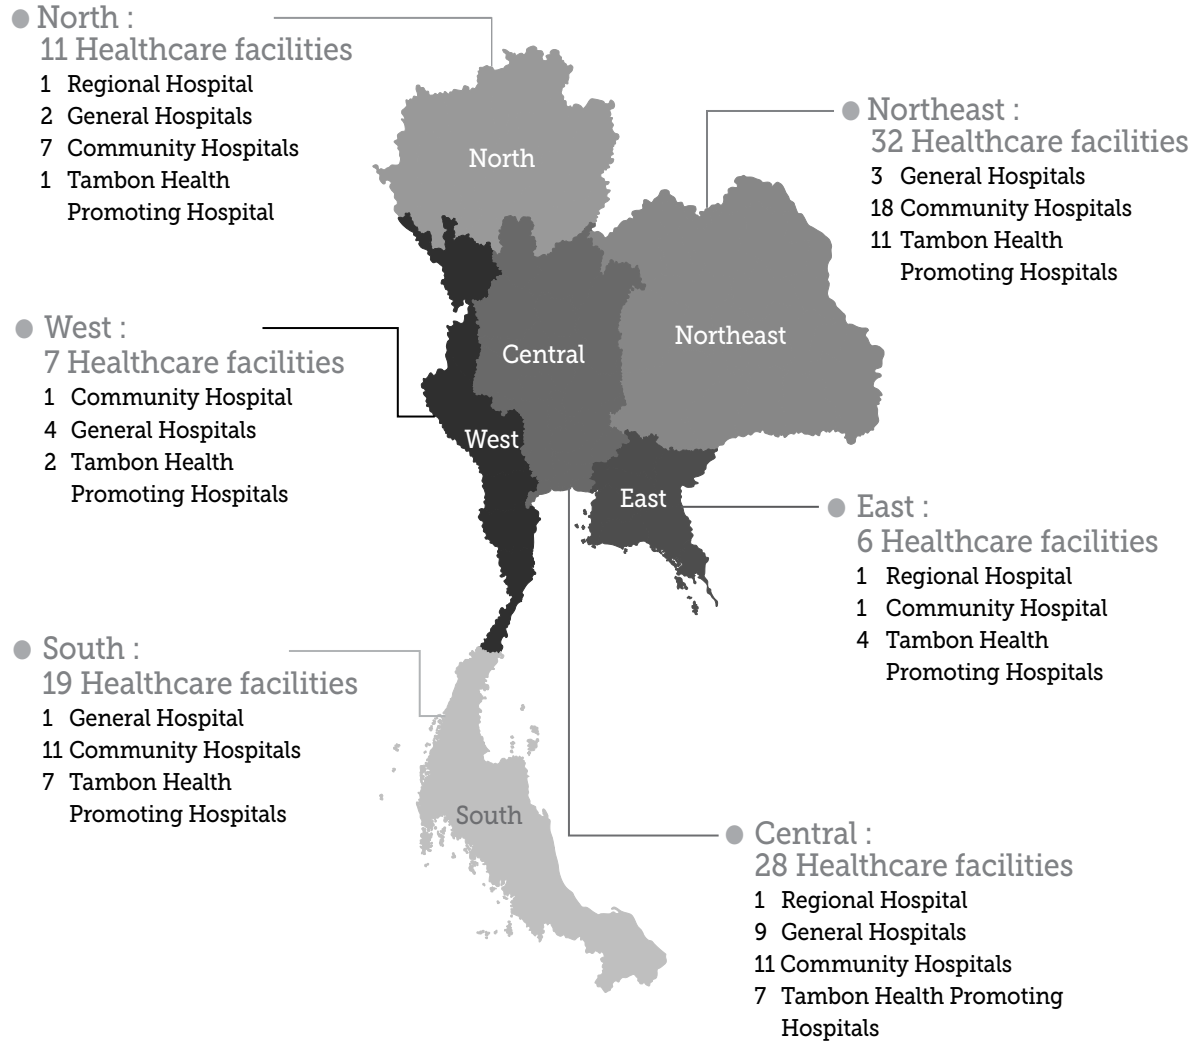 North :
11 Healthcare facilities
1 Regional Hospital
2 General Hospitals
7 Community Hospitals
1 Tambon Health
Promoting Hospital
Northeast :
32 Healthcare facilities
3 General Hospitals
18 Community Hospitals
11 Tambon Health
Promoting Hospitals
West :
7 Healthcare facilities
1 Community Hospital
4 General Hospitals
2 Tambon Health
Promoting Hospitals
North
Northeast
Central
West
East
South
East :
6 Healthcare facilities
1 Regional Hospital
1 Community Hospital
4 Tambon Health
Promoting Hospitals
South :
19 Healthcare facilities
1 General Hospital
11 Community Hospitals
7 Tambon Health
Promoting Hospitals
Central :
28 Healthcare facilities
1 Regional Hospital
9 General Hospitals
11 Community Hospitals
7 Tambon Health Promoting
Hospitals